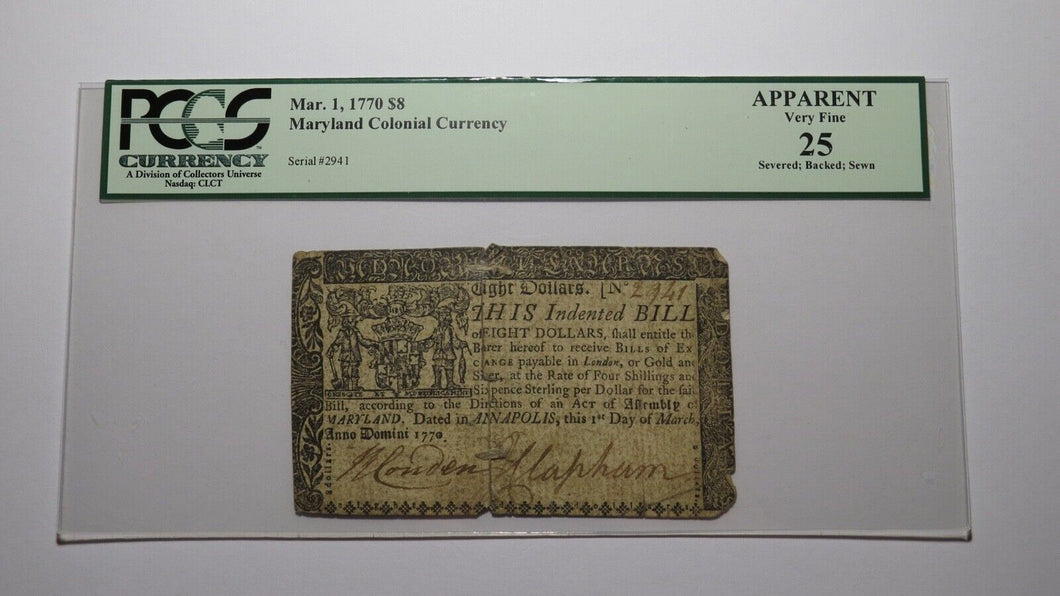 PCGS
CURRENCY
A Division of Collectors Universe
Nasdaq: CLCT
Mar. 1, 1770 $8
Maryland Colonial Currency
Serial #2941
APPARENT
Very Fine
25
Severed; Backed; Sewn
Eight Dollars. [N° 2941
THIS Indented BILL
of EIGHT DOLLARS, shall entitle th
Bearer hereof to receive BILLS of Ex
CHANGE payable in London, or Gold and
Silver, at the Rate of Four Shillings and
Sixpence Sterling per Dollar for the said
Bill, according to the Directions of an ACT of Assembly of
MARYLAND. Dated in ANNAPOLIS, this 1st Day of March,
Anno Domini 1770.
Clapham